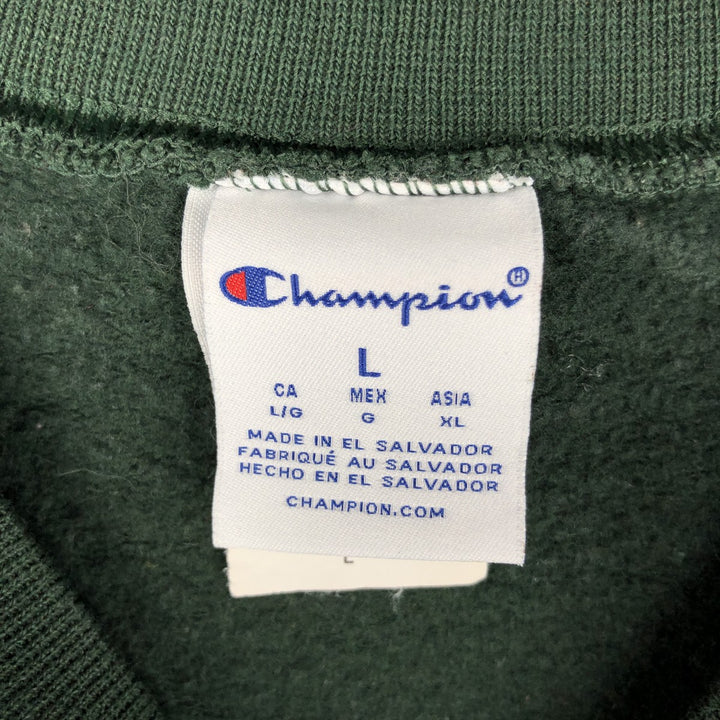 Champion®
L
CA MEX ASIA
L/G G XL
MADE IN EL SALVADOR
FABRIQUÉ AU SALVADOR
HECHO EN EL SALVADOR
CHAMPION.COM
L